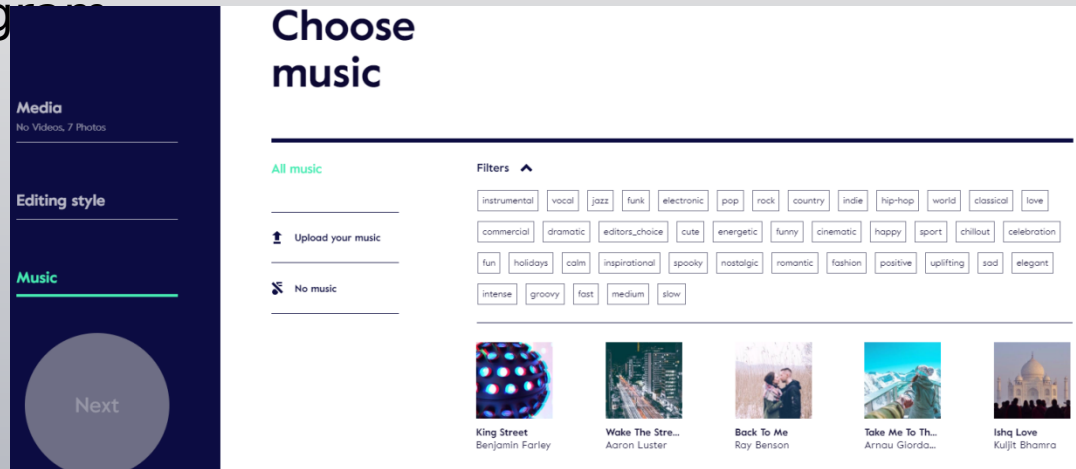 gram
Choose
music
Media
No Videos, 7 Photos
Editing style
Music
Next
All music
Upload your music
No music
Filters
instrumental vocal jazz funk electronic pop rock country indie hip-hop world classical love
commercial dramatic editors_choice cute energetic funny cinematic happy sport chillout celebration
fun holidays calm inspirational spooky nostalgic romantic fashion positive uplifting sad elegant
intense groovy fast medium slow
King Street
Benjamin Farley
Wake The Stre...
Aaron Luster
Back To Me
Ray Benson
Take Me To Th...
Arnau Giorda...
Ishq Love
Kuljit Bhamra